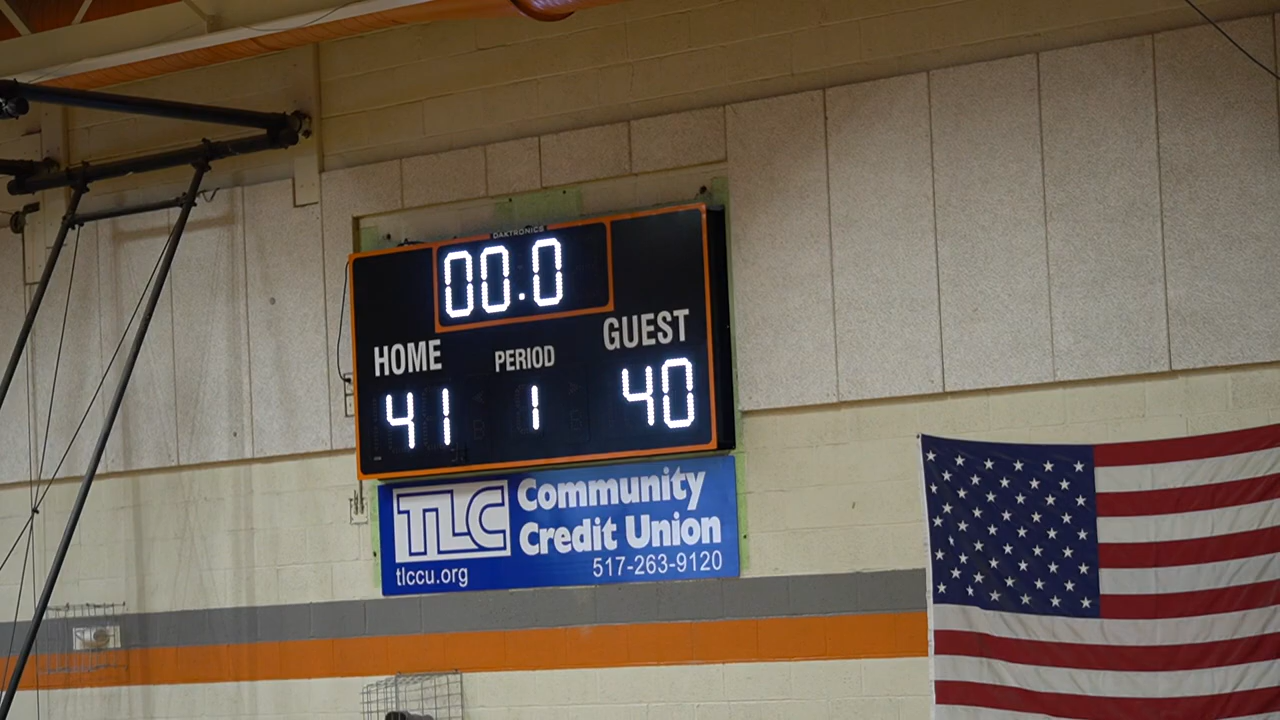 DAKTRONICS
00.0
HOME PERIOD GUEST
41 1 40
TLC Community
Credit Union
tlccu.org 517-263-9120